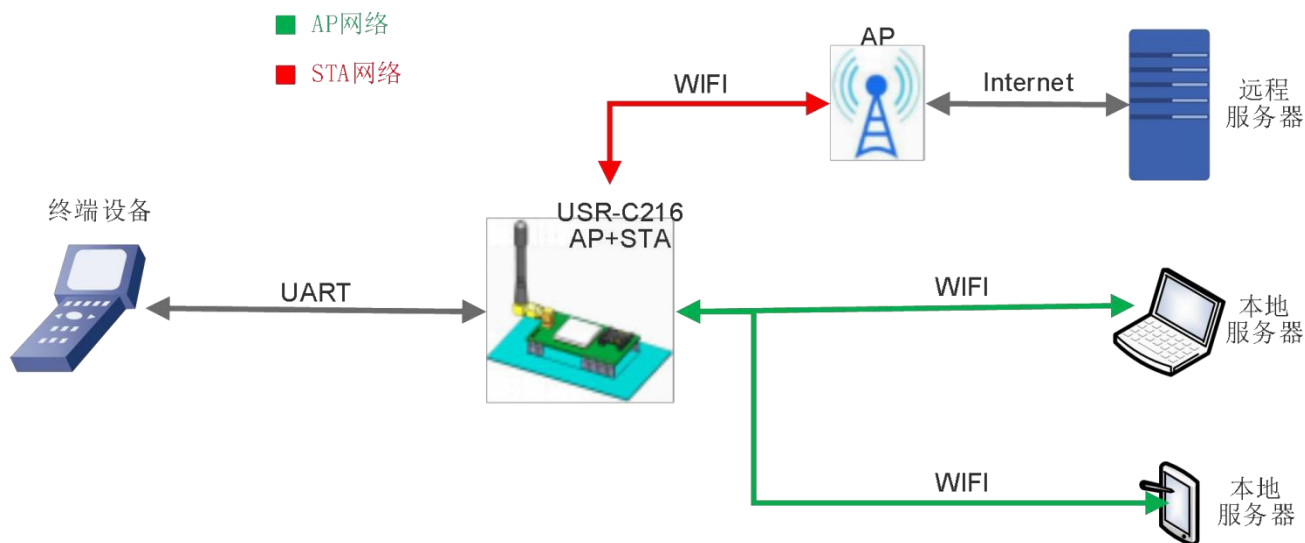 AP网络
STA网络
AP
WIFI
Internet
远程
服务器
终端设备
USR-C216
AP+STA
UART
WIFI
本地
服务器
WIFI
本地
服务器